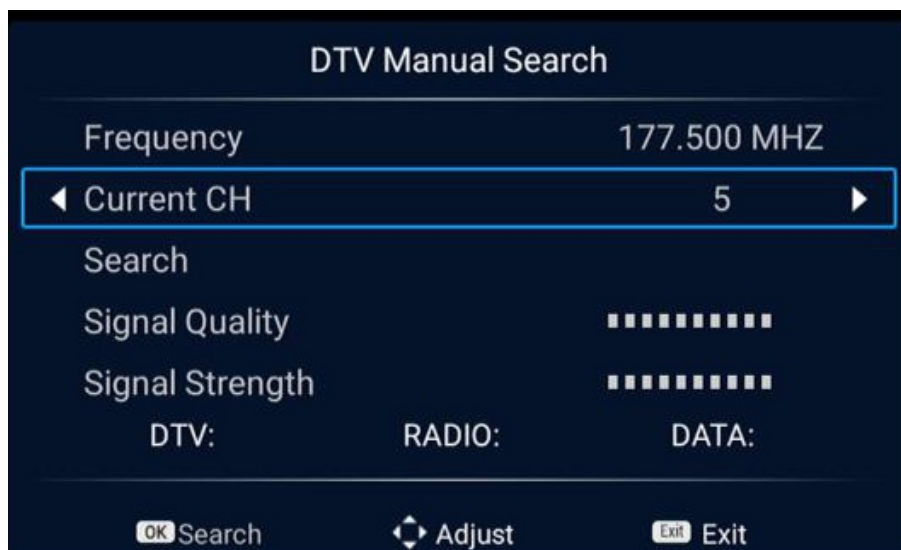 DTV Manual Search
Frequency 177.500 MHZ
Current CH 5
Search
Signal Quality
Signal Strength
DTV: RADIO: DATA:
OK Search Adjust Exit Exit